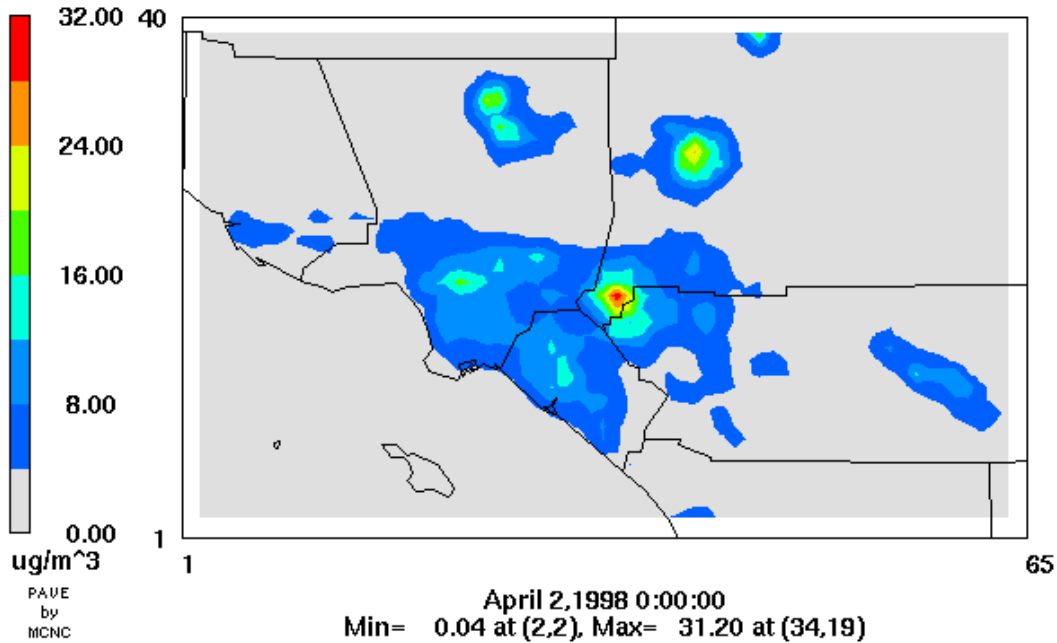 32.00
24.00
16.00
8.00
0.00
ug/m^3
PAVE
by
MCNC
40
1
1
65
April 2,1998 0:00:00
Min= 0.04 at (2,2), Max= 31.20 at (34,19)